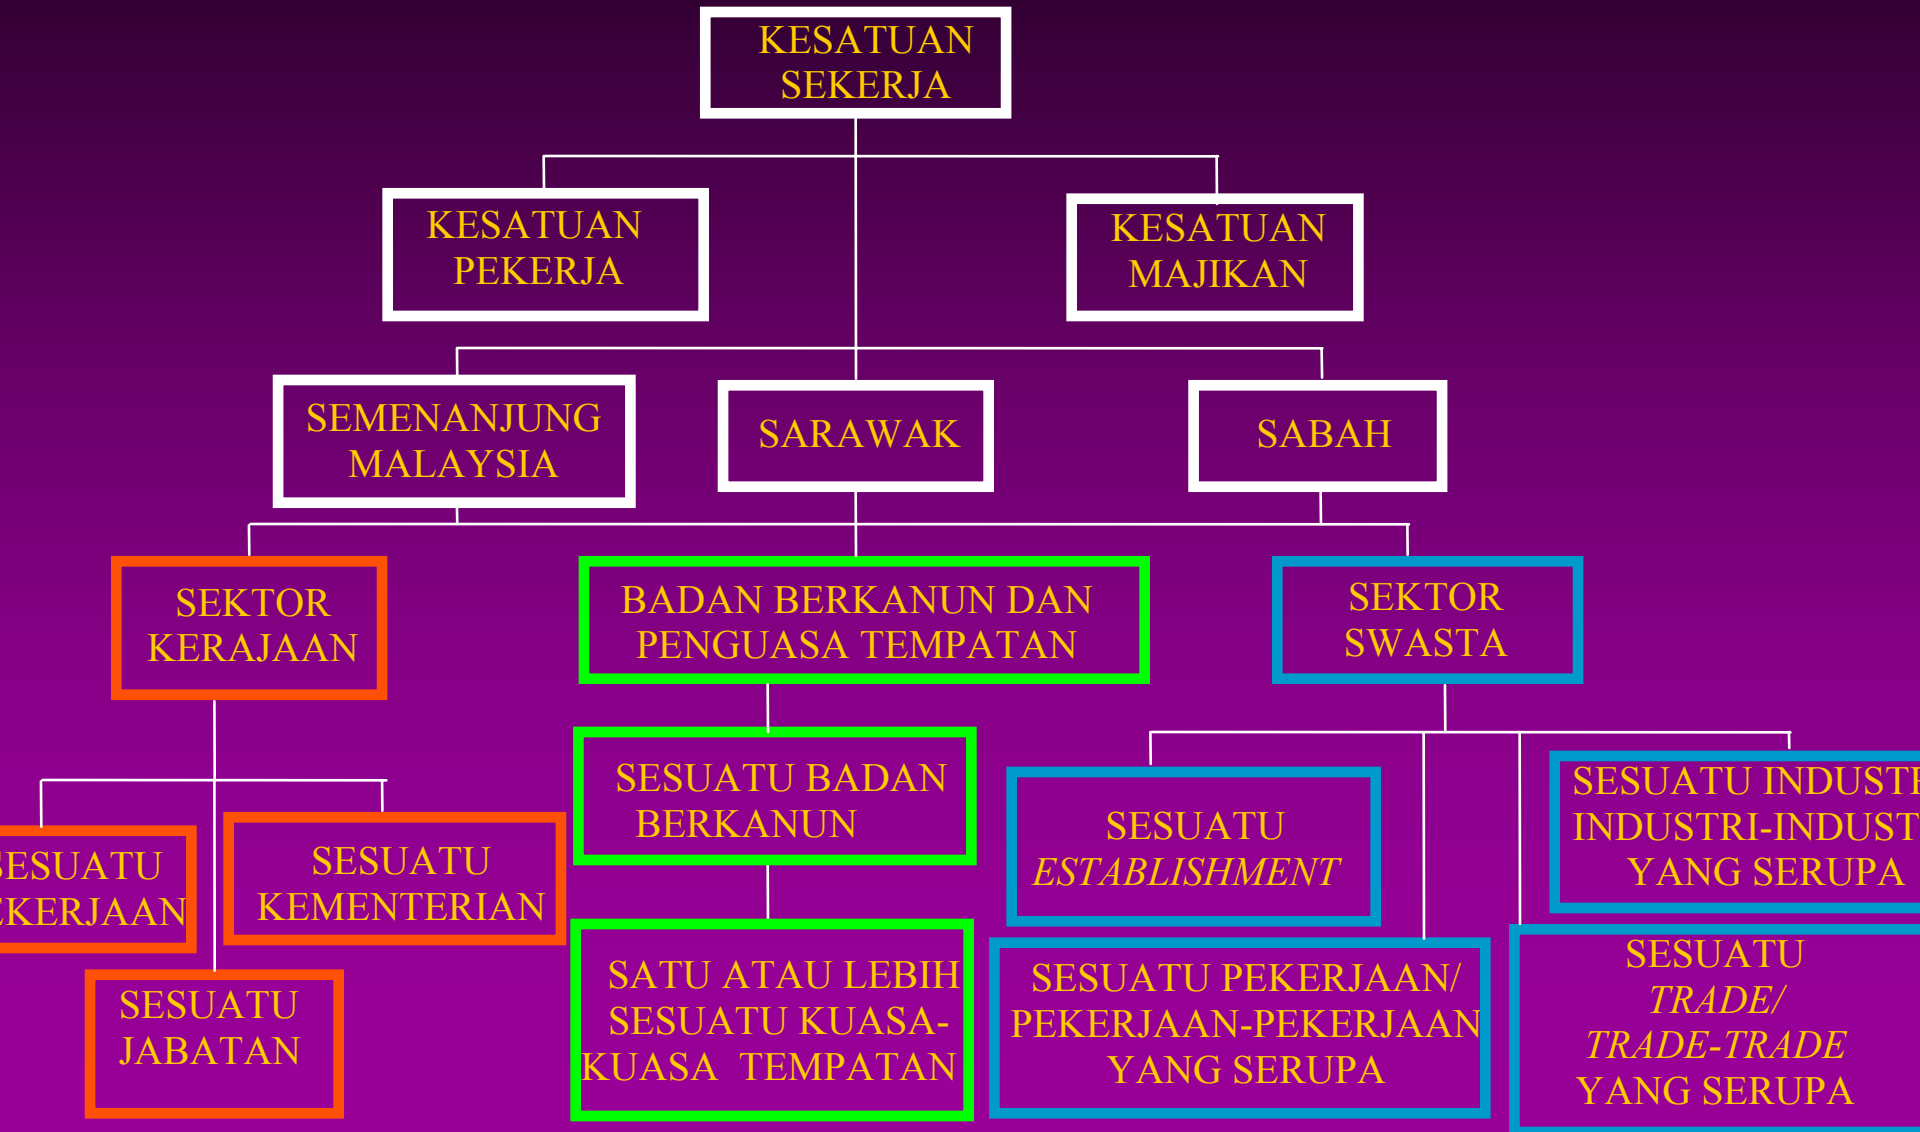 KESATUAN
SEKERJA
KESATUAN
PEKERJA
KESATUAN
MAJIKAN
SEMENANJUNG
MALAYSIA
SARAWAK
SABAH
SEKTOR
KERAJAAN
BADAN BERKANUN DAN
PENGUASA TEMPATAN
SEKTOR
SWASTA
SESUATU
KEMENTERIAN
SESUATU
JABATAN
SESUATU BADAN
BERKANUN
SATU ATAU LEBIH
SESUATU KUASA-
KUASA TEMPATAN
SESUATU
ESTABLISHMENT
SESUATU PEKERJAAN/
PEKERJAAN-PEKERJAAN
YANG SERUPA
SESUATU
YANG SERUPA
SESUATU
TRADE/
TRADE-TRADE
YANG SERUPA